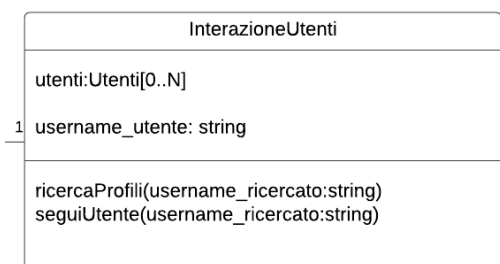 InterazioneUtenti
utenti:Utenti[0..N]
1
username_utente: string
ricercaProfili(username_ricercato:string)
seguiUtente(username_ricercato:string)